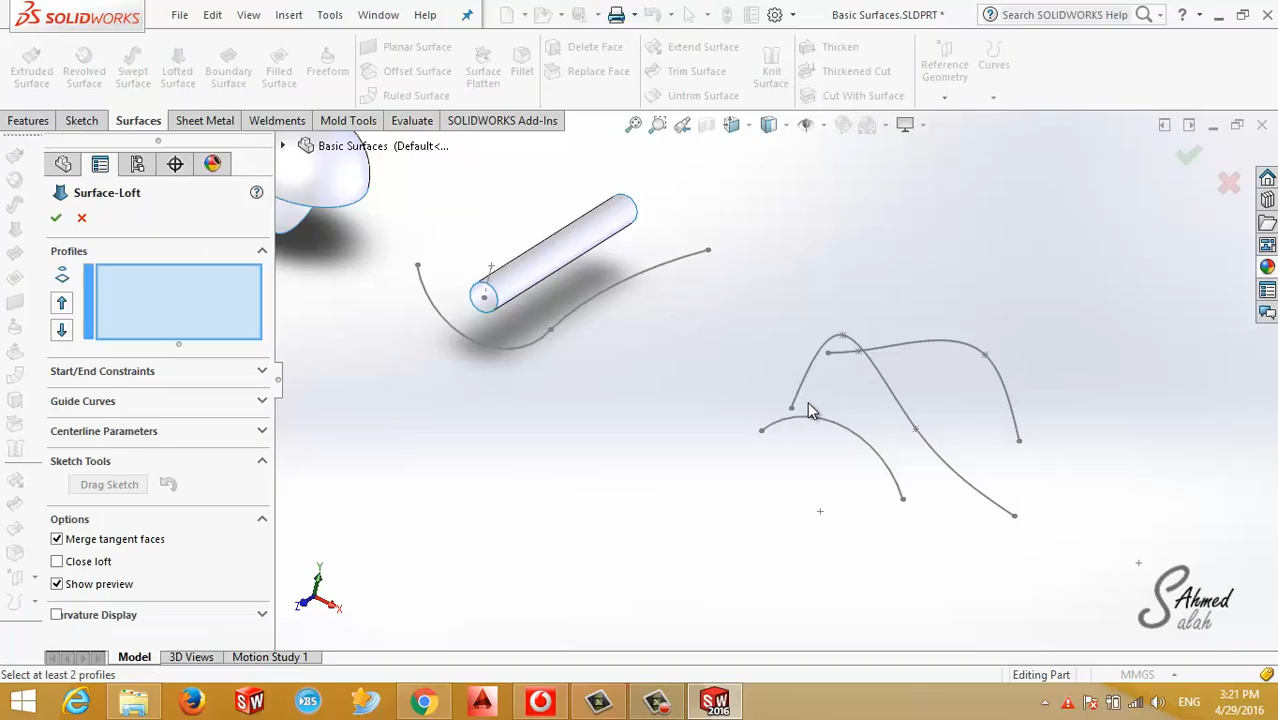 SOLIDWORKS
File Edit View Insert Tools Window Help
Basic Surfaces.SLDPRT *
Search SOLIDWORKS Help
?
Extruded Surface
Revolved Surface
Swept Surface
Lofted Surface
Boundary Surface
Filled Surface
Freeform
Planar Surface
Offset Surface
Ruled Surface
Surface Flatten
Fillet
Delete Face
Replace Face
Extend Surface
Trim Surface
Untrim Surface
Knit Surface
Thicken
Thickened Cut
Cut With Surface
Reference Geometry
Curves
Features Sketch Surfaces Sheet Metal Weldments Mold Tools Evaluate SOLIDWORKS Add-Ins
Basic Surfaces (Default<...
Surface-Loft
Profiles
Start/End Constraints
Guide Curves
Centerline Parameters
Sketch Tools
Drag Sketch
Options
Merge tangent faces
Close loft
Show preview
urvature Display
Y
Z
X
S Ahmed
alah
Model 3D Views Motion Study 1
Select at least 2 profiles
Editing Part
MMGS
SW
BS
SW
2016
ENG
3:21 PM
4/29/2016